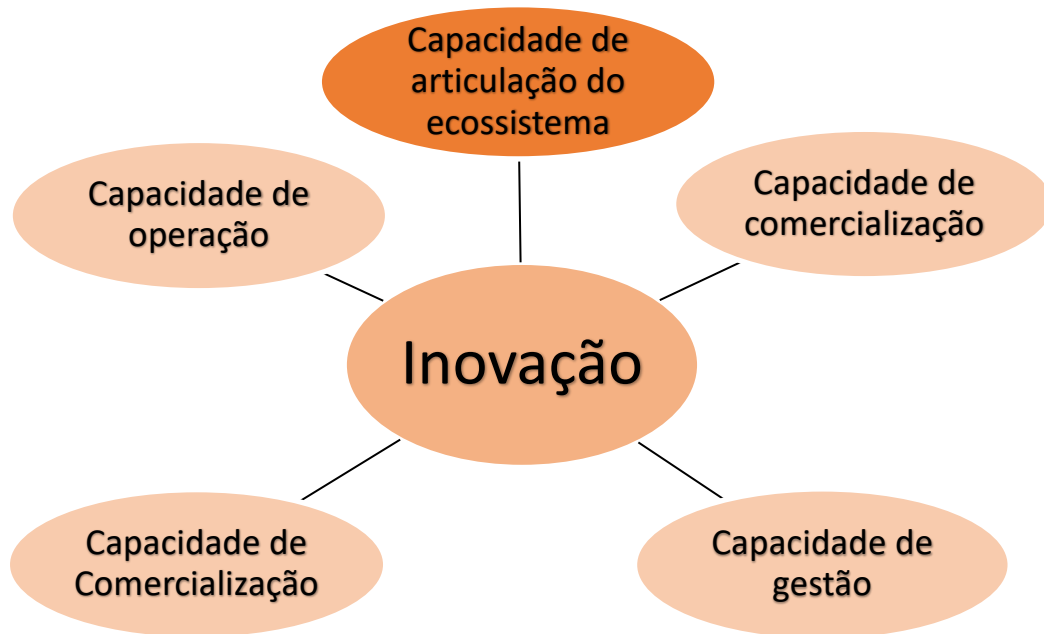 Capacidade de
articulação do
ecossistema
Capacidade de
operação
Capacidade de
comercialização
Inovação
Capacidade de
Comercialização
Capacidade de
gestão